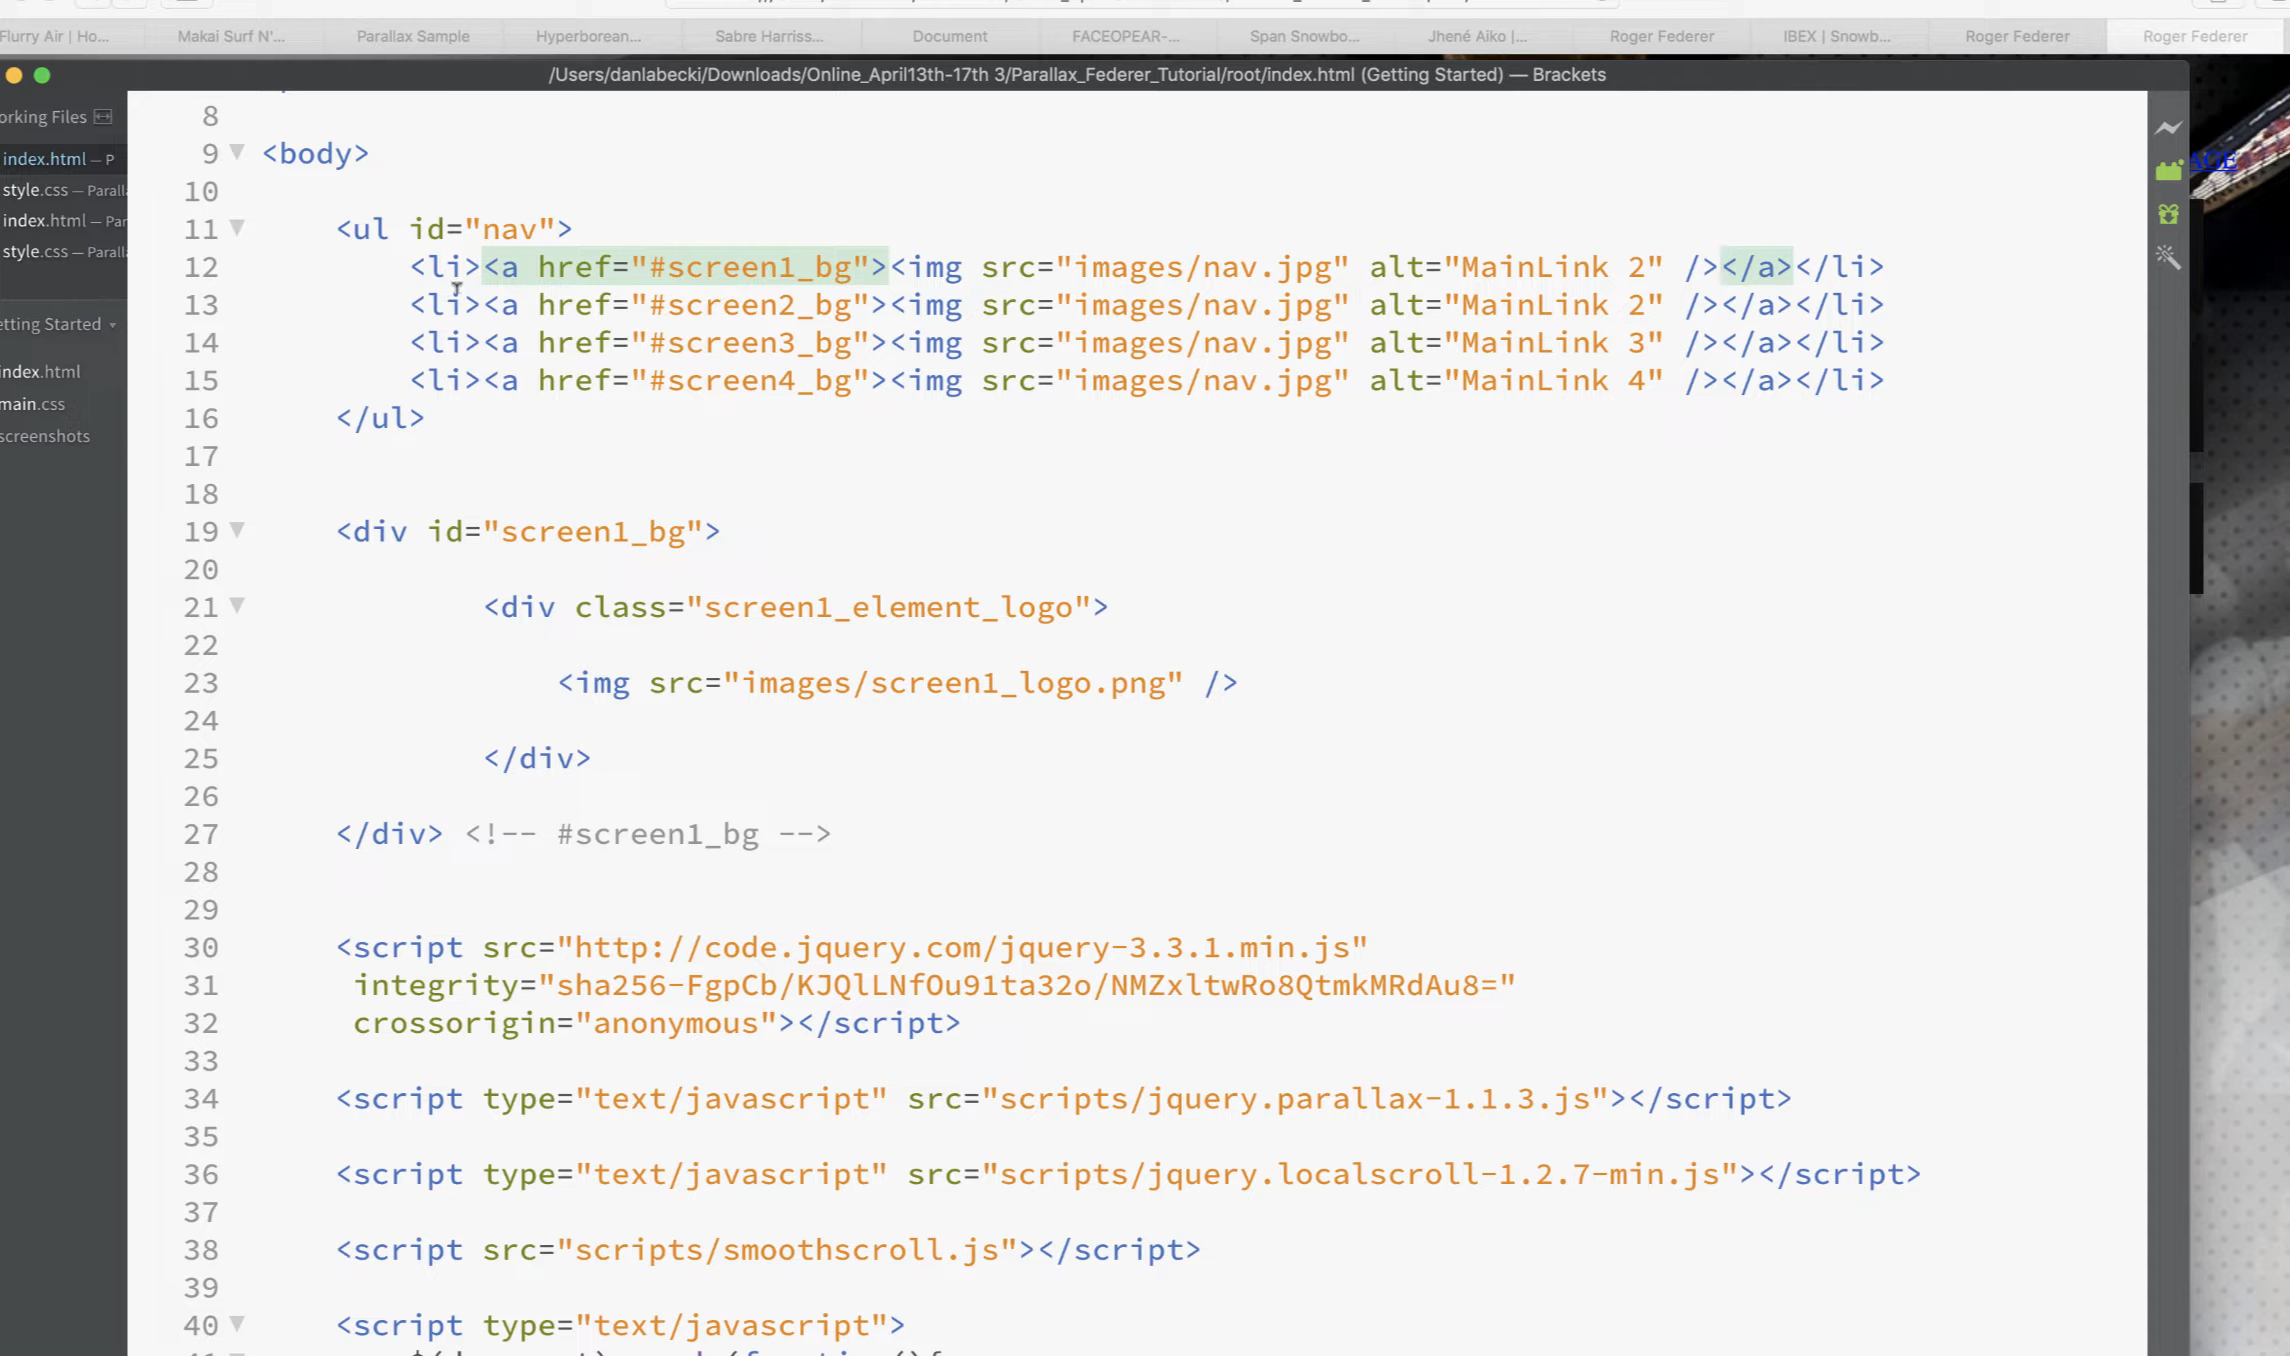 Flurry Air | Ho... Makai Surf N'... Parallax Sample Hyperborean... Sabre Harriss... Document FACEOPEAR-... Span Snowbo... Jhené Aiko |... Roger Federer IBEX | Snowb... Roger Federer Roger Federer
/Users/danlabecki/Downloads/Online_April13th-17th 3/Parallax_Federer_Tutorial/root/index.html (Getting Started) — Brackets
orking Files
index.html — P
style.css — Parall
index.html — Par
style.css — Parall
etting Started
index.html
main.css
screenshots
AGE
8
9 <body>
10
11 <ul id="nav">
12 <li><a href="#screen1_bg"><img src="images/nav.jpg" alt="MainLink 2" /></a></li>
13 <li><a href="#screen2_bg"><img src="images/nav.jpg" alt="MainLink 2" /></a></li>
14 <li><a href="#screen3_bg"><img src="images/nav.jpg" alt="MainLink 3" /></a></li>
15 <li><a href="#screen4_bg"><img src="images/nav.jpg" alt="MainLink 4" /></a></li>
16 </ul>
17
18
19 <div id="screen1_bg">
20
21 <div class="screen1_element_logo">
22
23 <img src="images/screen1_logo.png" />
24
25 </div>
26
27 </div> <!-- #screen1_bg -->
28
29
30 <script src="http://code.jquery.com/jquery-3.3.1.min.js"
31 integrity="sha256-FgpCb/KJQlLNfOu91ta32o/NMZxltwRo8QtmkMRdAu8="
32 crossorigin="anonymous"></script>
33
34 <script type="text/javascript" src="scripts/jquery.parallax-1.1.3.js"></script>
35
36 <script type="text/javascript" src="scripts/jquery.localscroll-1.2.7-min.js"></script>
37
38 <script src="scripts/smoothscroll.js"></script>
39
40 <script type="text/javascript">